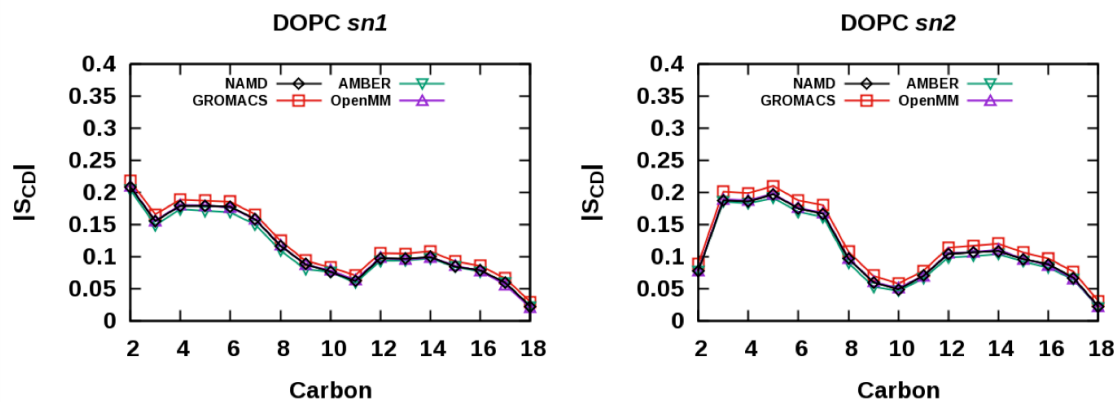 DOPC sn1
0.4
0.35
0.3
0.25
0.2
0.15
0.1
0.05
0
|SCD|
NAMD AMBER
GROMACS OpenMM
2 4 6 8 10 12 14 16 18
Carbon
DOPC sn2
0.4
0.35
0.3
0.25
0.2
0.15
0.1
0.05
0
|SCD|
NAMD AMBER
GROMACS OpenMM
2 4 6 8 10 12 14 16 18
Carbon